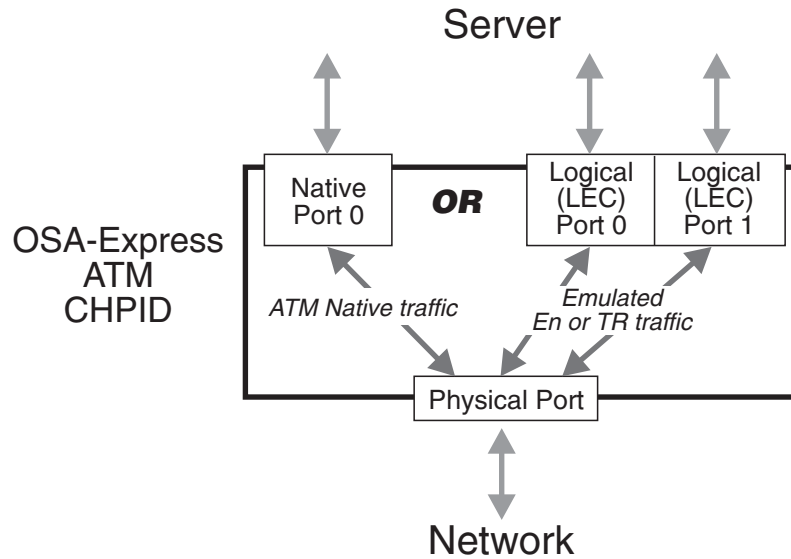 Server
Native
Port 0
OR
Logical
(LEC)
Port 0
Logical
(LEC)
Port 1
OSA-Express
ATM
CHPID
ATM Native traffic
Emulated
En or TR traffic
Physical Port
Network